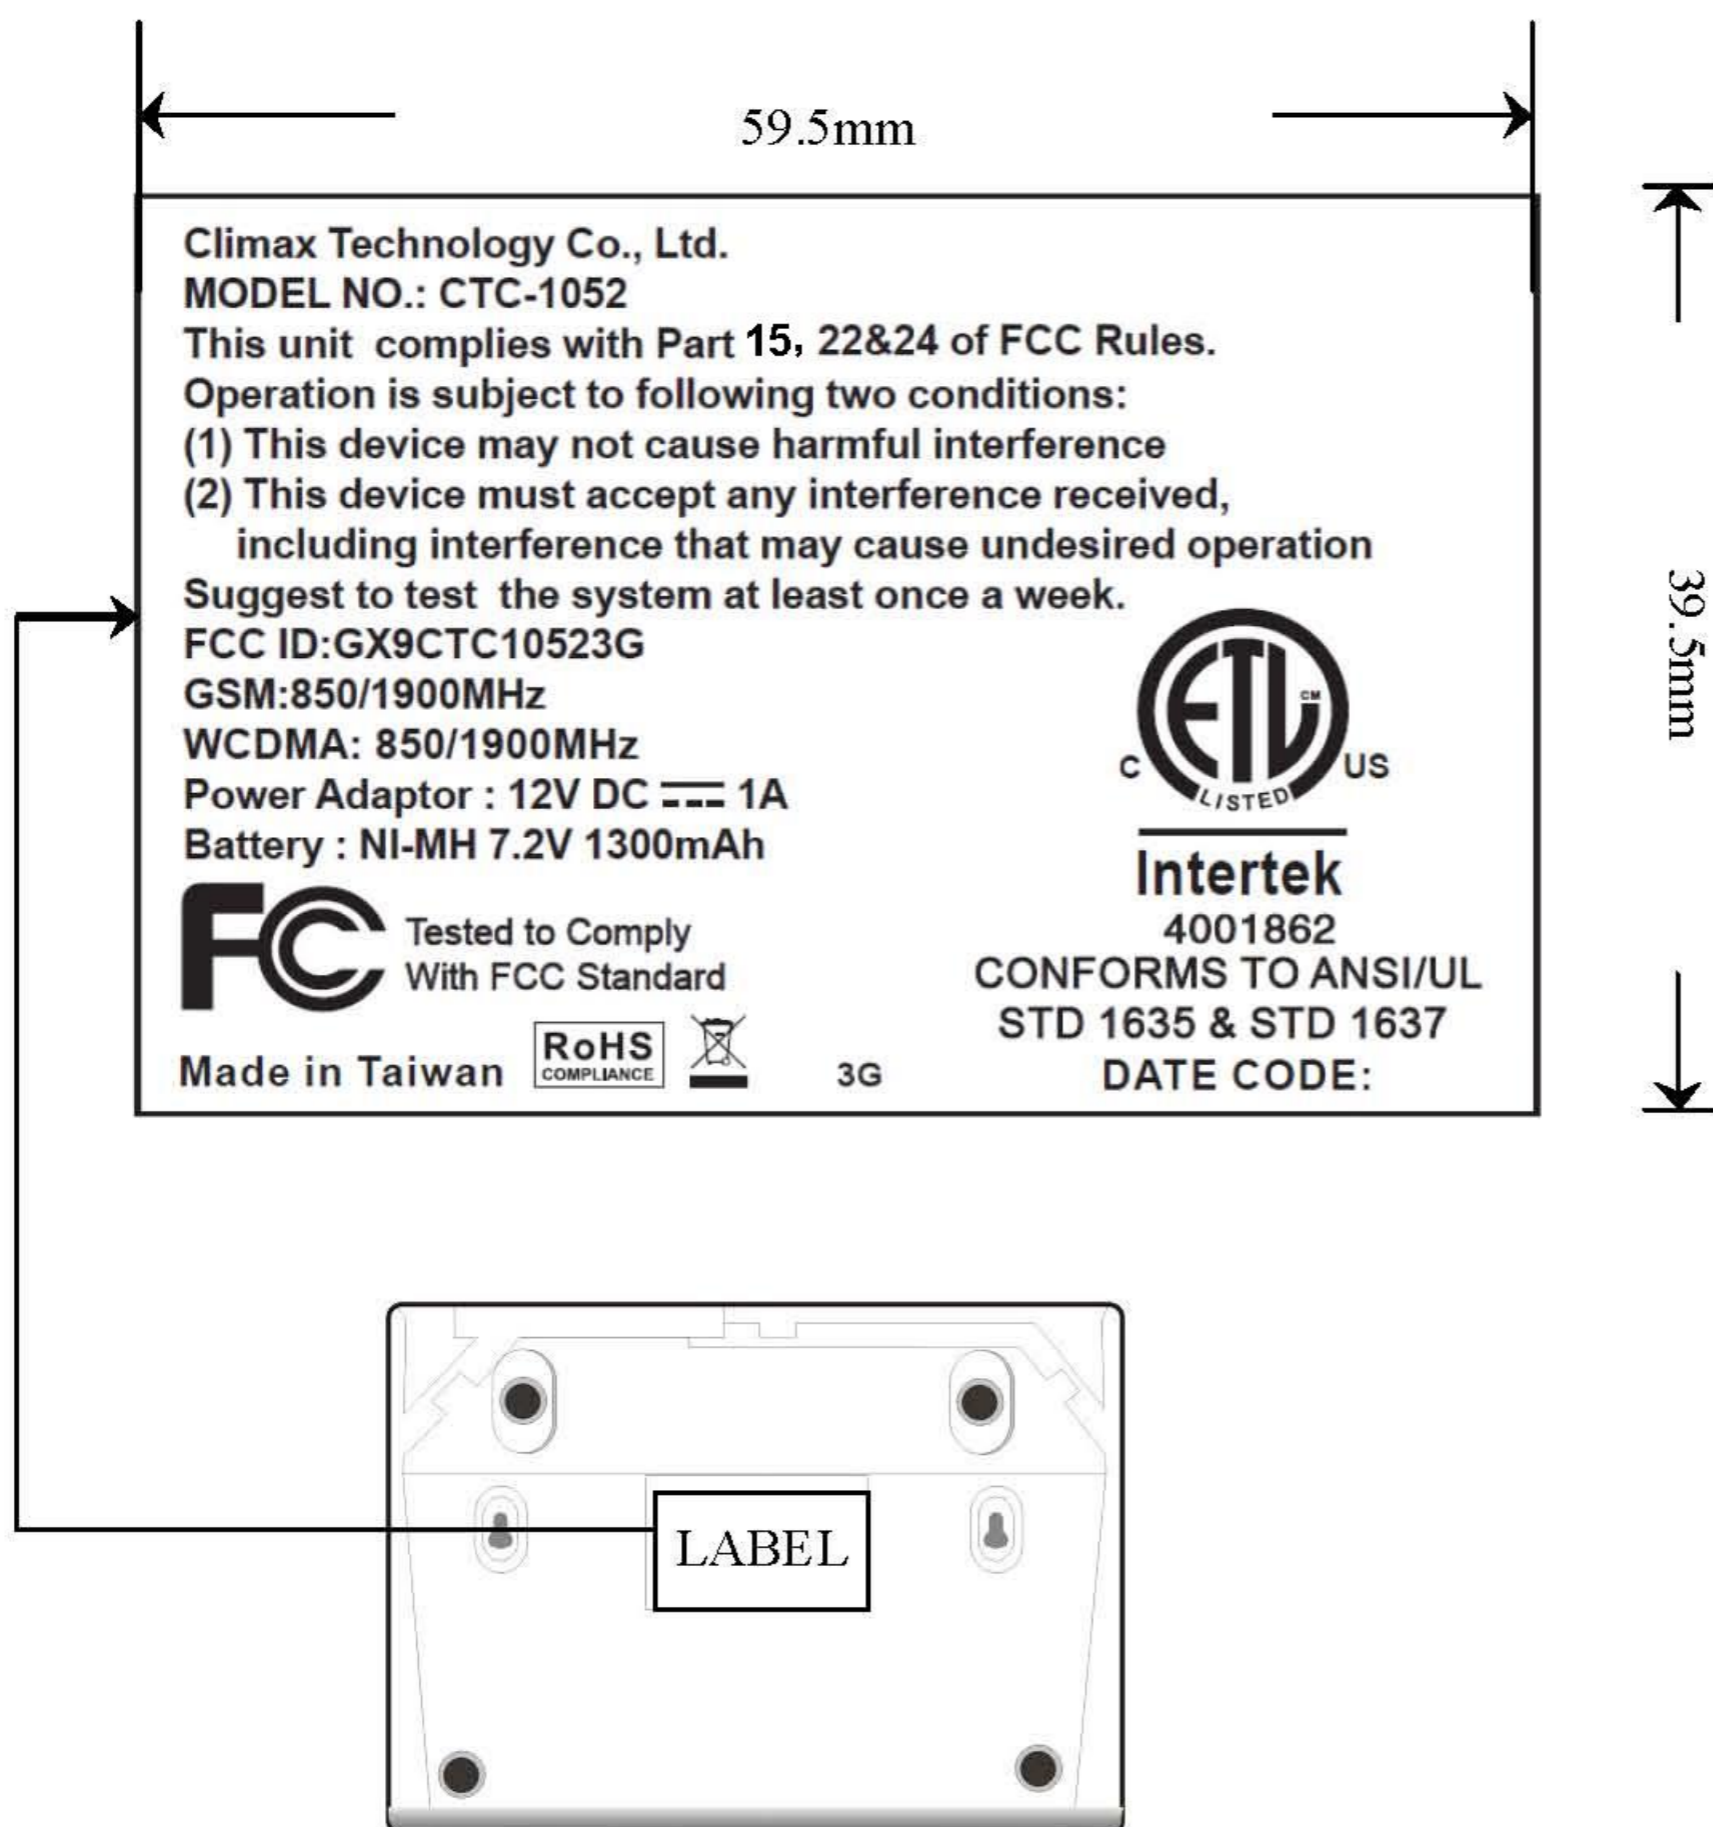 59.5mm
Climax Technology Co., Ltd.
MODEL NO.: CTC-1052
This unit complies with Part 15, 22&24 of FCC Rules.
Operation is subject to following two conditions:
(1) This device may not cause harmful interference
(2) This device must accept any interference received,
including interference that may cause undesired operation
Suggest to test the system at least once a week.
FCC ID:GX9CTC10523G
GSM:850/1900MHz
WCDMA: 850/1900MHz
Power Adaptor : 12V DC 1A
Battery : NI-MH 7.2V 1300mAh
FC Tested to Comply
With FCC Standard
Made in Taiwan
RoHS
COMPLIANCE
3G
ETL CM
C US
LISTED
Intertek
4001862
CONFORMS TO ANSI/UL
STD 1635 & STD 1637
DATE CODE:
39.5mm
LABEL